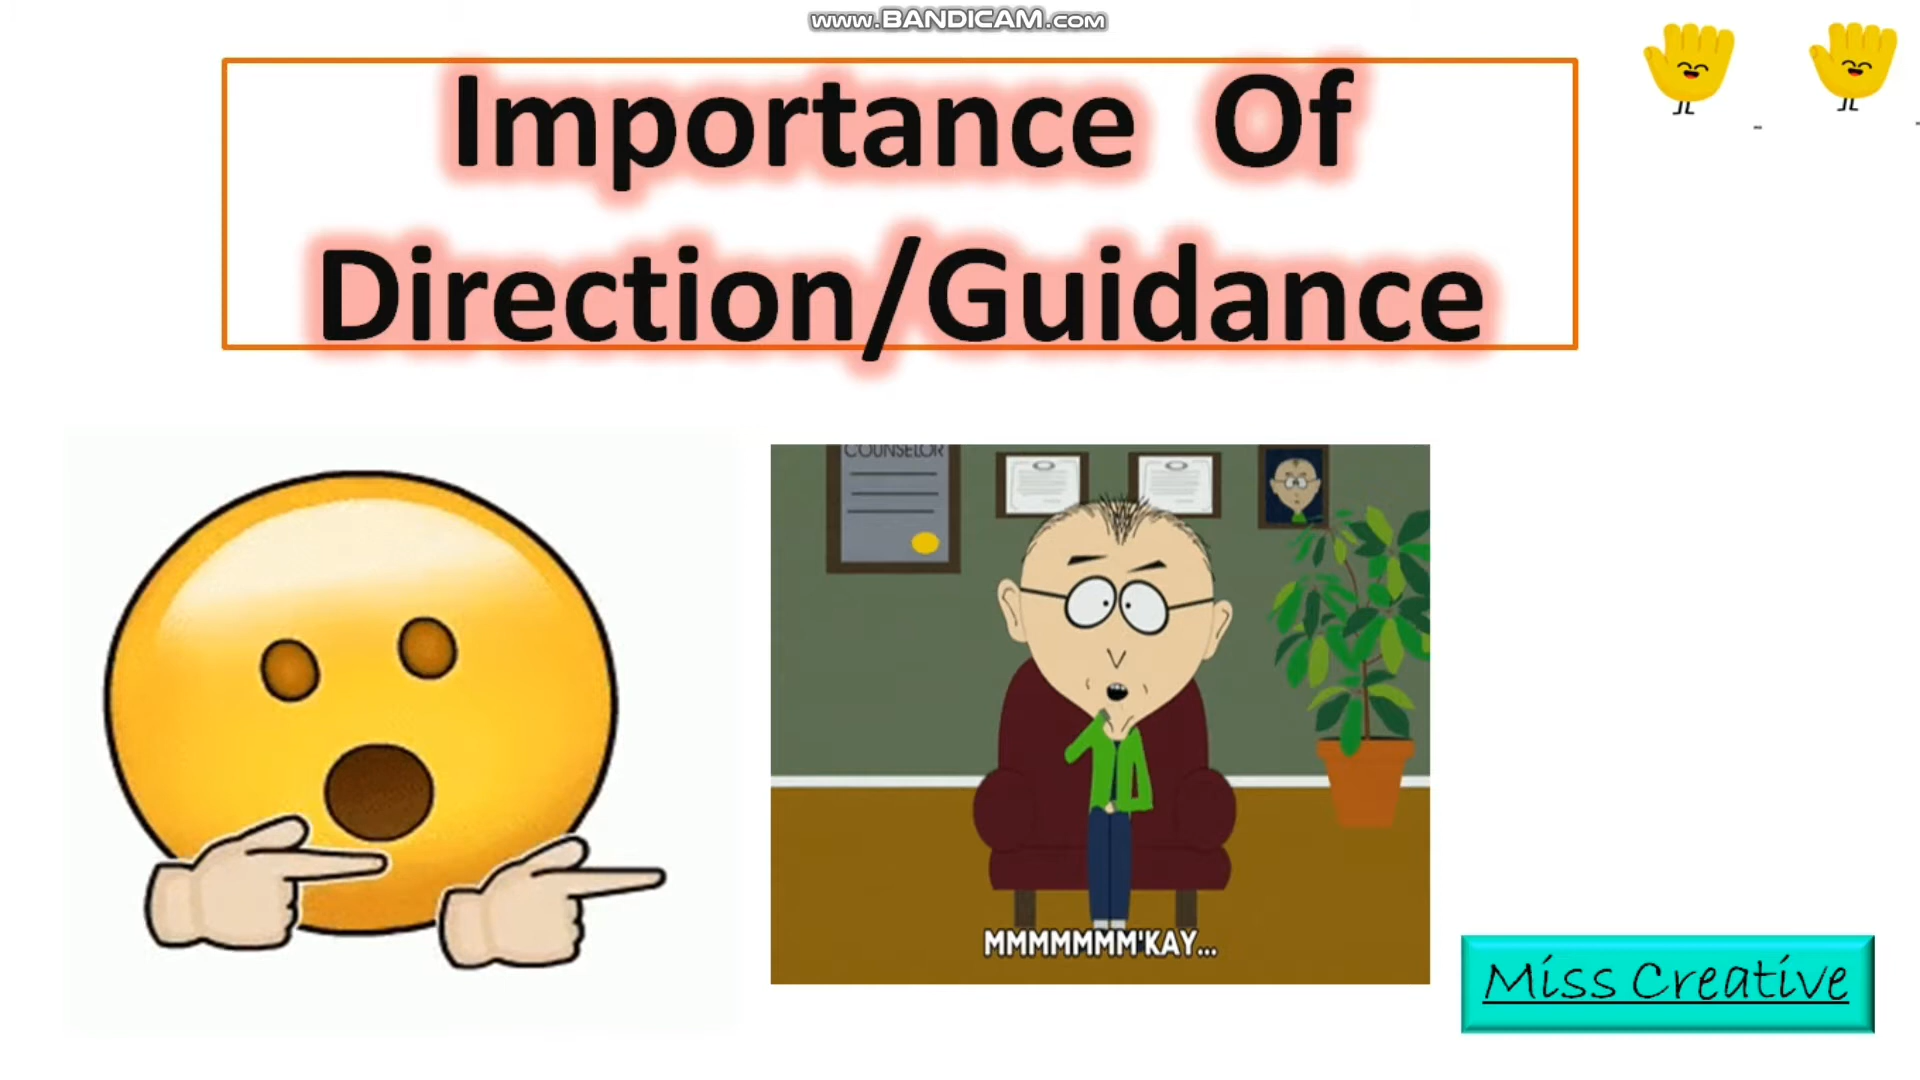 www.BANDICAM.com
Importance Of
Direction/Guidance
COUNSELOR
MMMMMMM'KAY...
Miss Creative